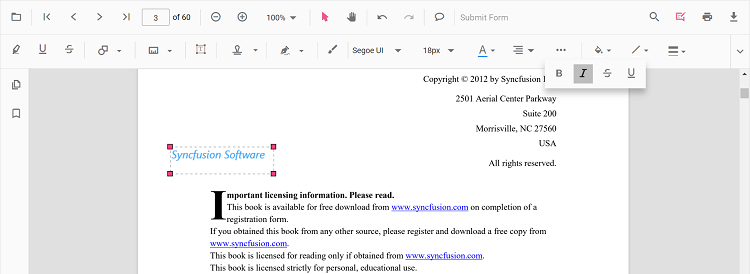 3 of 60 100% Submit Form
Segoe UI 18px A
B I S U
Copyright © 2012 by Syncfusion
2501 Aerial Center Parkway
Suite 200
Morrisville, NC 27560
USA
All rights reserved.
Syncfusion Software
Important licensing information. Please read.
This book is available for free download from www.syncfusion.com on completion of a
registration form.
If you obtained this book from any other source, please register and download a free copy from
www.syncfusion.com.
This book is licensed for reading only if obtained from www.syncfusion.com.
This book is licensed strictly for personal, educational use.